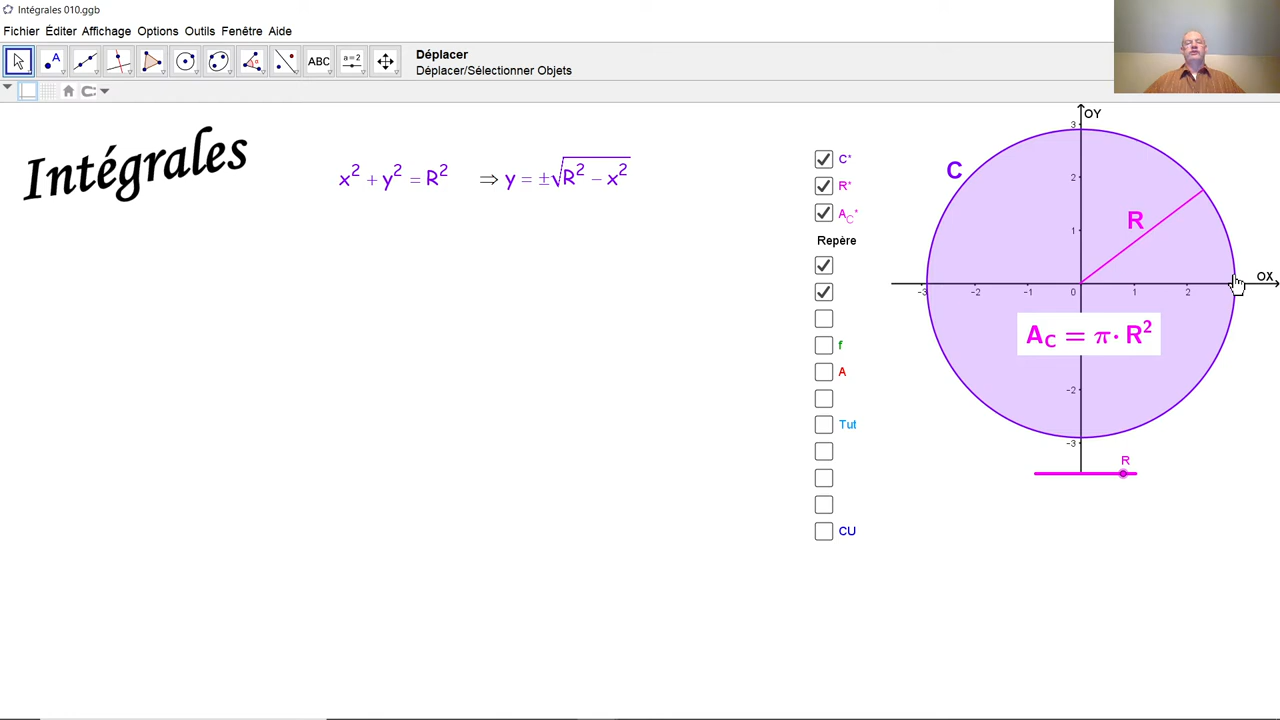 Intégrales 010.ggb
Fichier Éditer Affichage Options Outils Fenêtre Aide
A
ABC
a=2
Déplacer
Déplacer/Sélectionner Objets
Intégrales
x² + y² = R² ⇒ y = ±√R² − x²
C*
R*
A_C*
Repère
f
A
Tut
CU
OY
C
3
2
R
1
OX
-3 -2 -1 0 1 2
A_C = π·R²
-2
-3
R